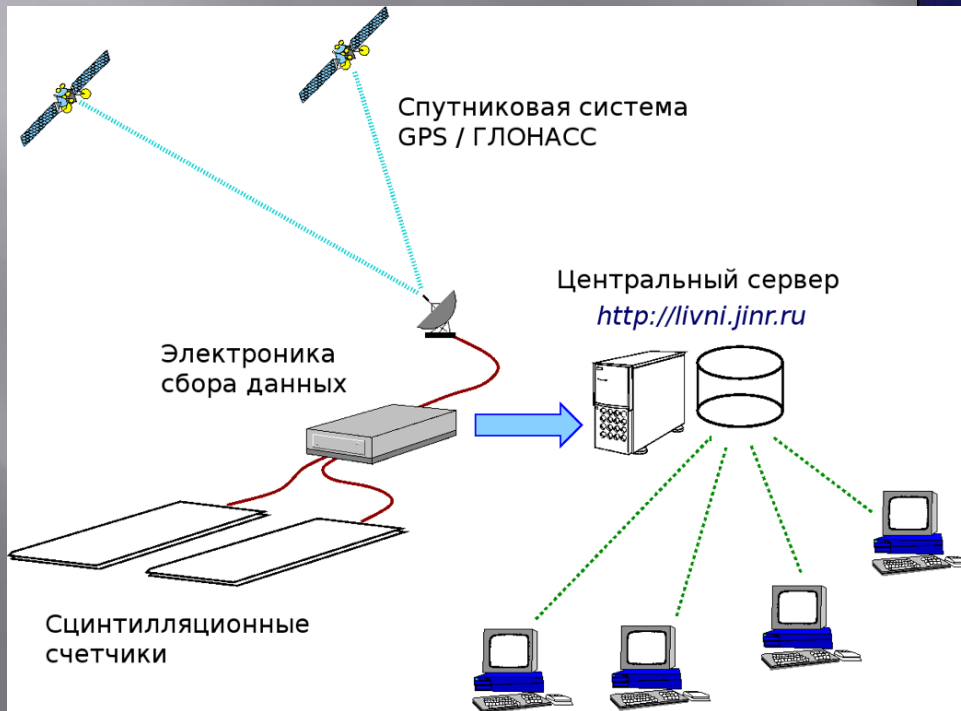 Спутниковая система
GPS / ГЛОНАСС
Центральный сервер
http://livni.jinr.ru
Электроника
сбора данных
Сцинтилляционные
счетчики